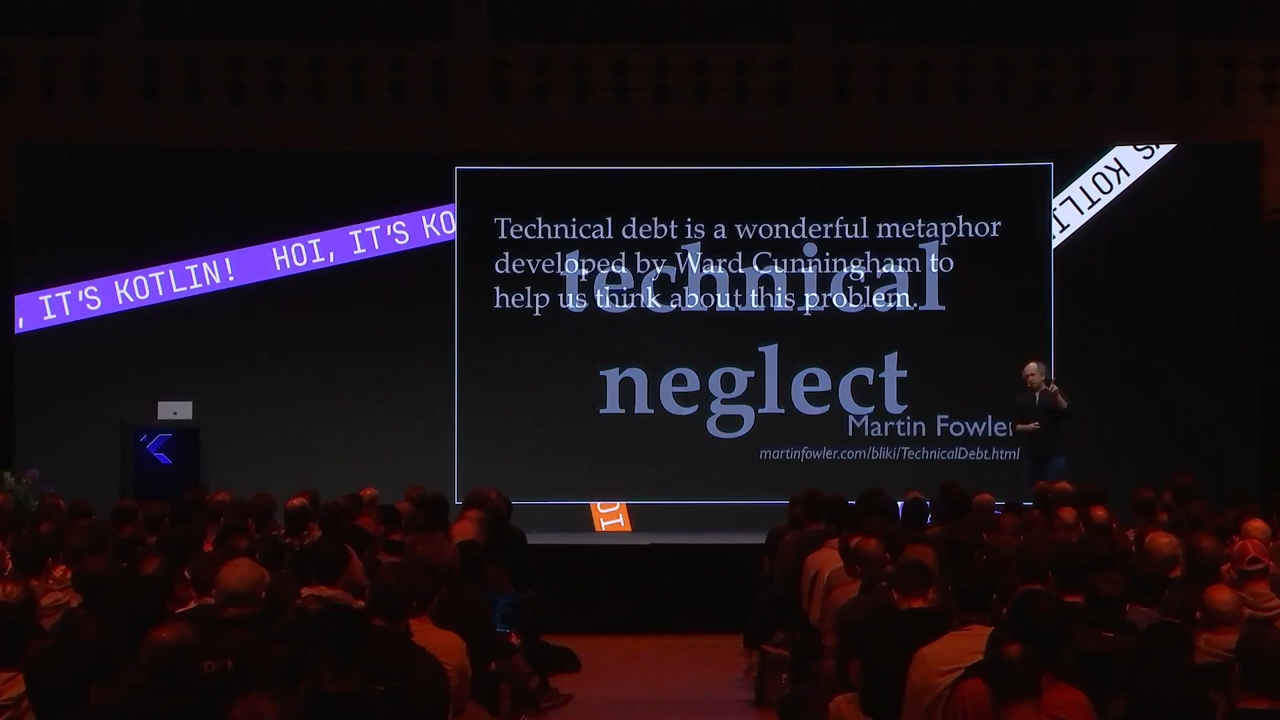 , IT'S KOTLIN! HOI, IT'S KO
'S KOTLI
Technical debt is a wonderful metaphor
developed by Ward Cunningham to
help us think about this problem.
technical
neglect
Martin Fowler
martinfowler.com/bliki/TechnicalDebt.html
OI